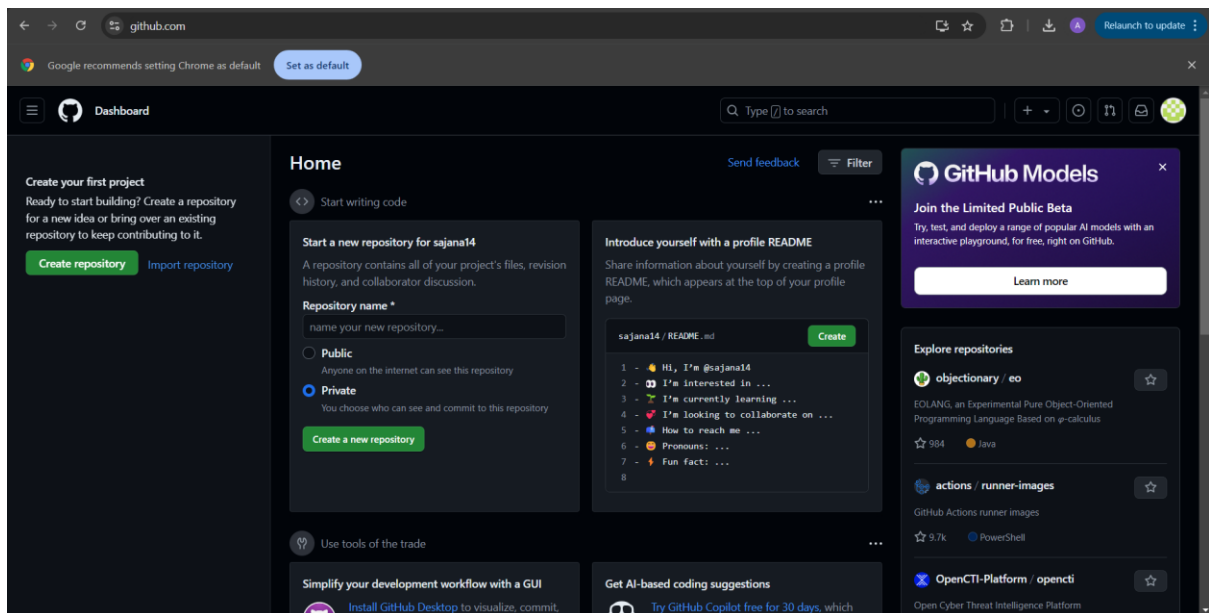 github.com
A
Relaunch to update
Google recommends setting Chrome as default
Set as default
Dashboard
Type / to search
Create your first project
Ready to start building? Create a repository
for a new idea or bring over an existing
repository to keep contributing to it.
Create repository
Import repository
Home
Send feedback
Filter
Start writing code
Start a new repository for sajana14
A repository contains all of your project's files, revision
history, and collaborator discussion.
Repository name *
name your new repository...
Public
Anyone on the internet can see this repository
Private
You choose who can see and commit to this repository
Create a new repository
Introduce yourself with a profile README
Share information about yourself by creating a profile
README, which appears at the top of your profile
page.
sajana14 / README.md
Create
1 - 👋 Hi, I'm @sajana14
2 - 👀 I'm interested in ...
3 - 🌱 I'm currently learning ...
4 - 💞️ I'm looking to collaborate on ...
5 - 📫 How to reach me ...
6 - 😄 Pronouns: ...
7 - ⚡ Fun fact: ...
8
Use tools of the trade
Simplify your development workflow with a GUI
Install GitHub Desktop to visualize, commit,
Get AI-based coding suggestions
Try GitHub Copilot free for 30 days, which
GitHub Models
Join the Limited Public Beta
Try, test, and deploy a range of popular AI models with an
interactive playground, for free, right on GitHub.
Learn more
Explore repositories
objectionary / eo
EOLANG, an Experimental Pure Object-Oriented
Programming Language Based on φ-calculus
984 Java
actions / runner-images
GitHub Actions runner images
9.7k PowerShell
OpenCTI-Platform / opencti
Open Cyber Threat Intelligence Platform